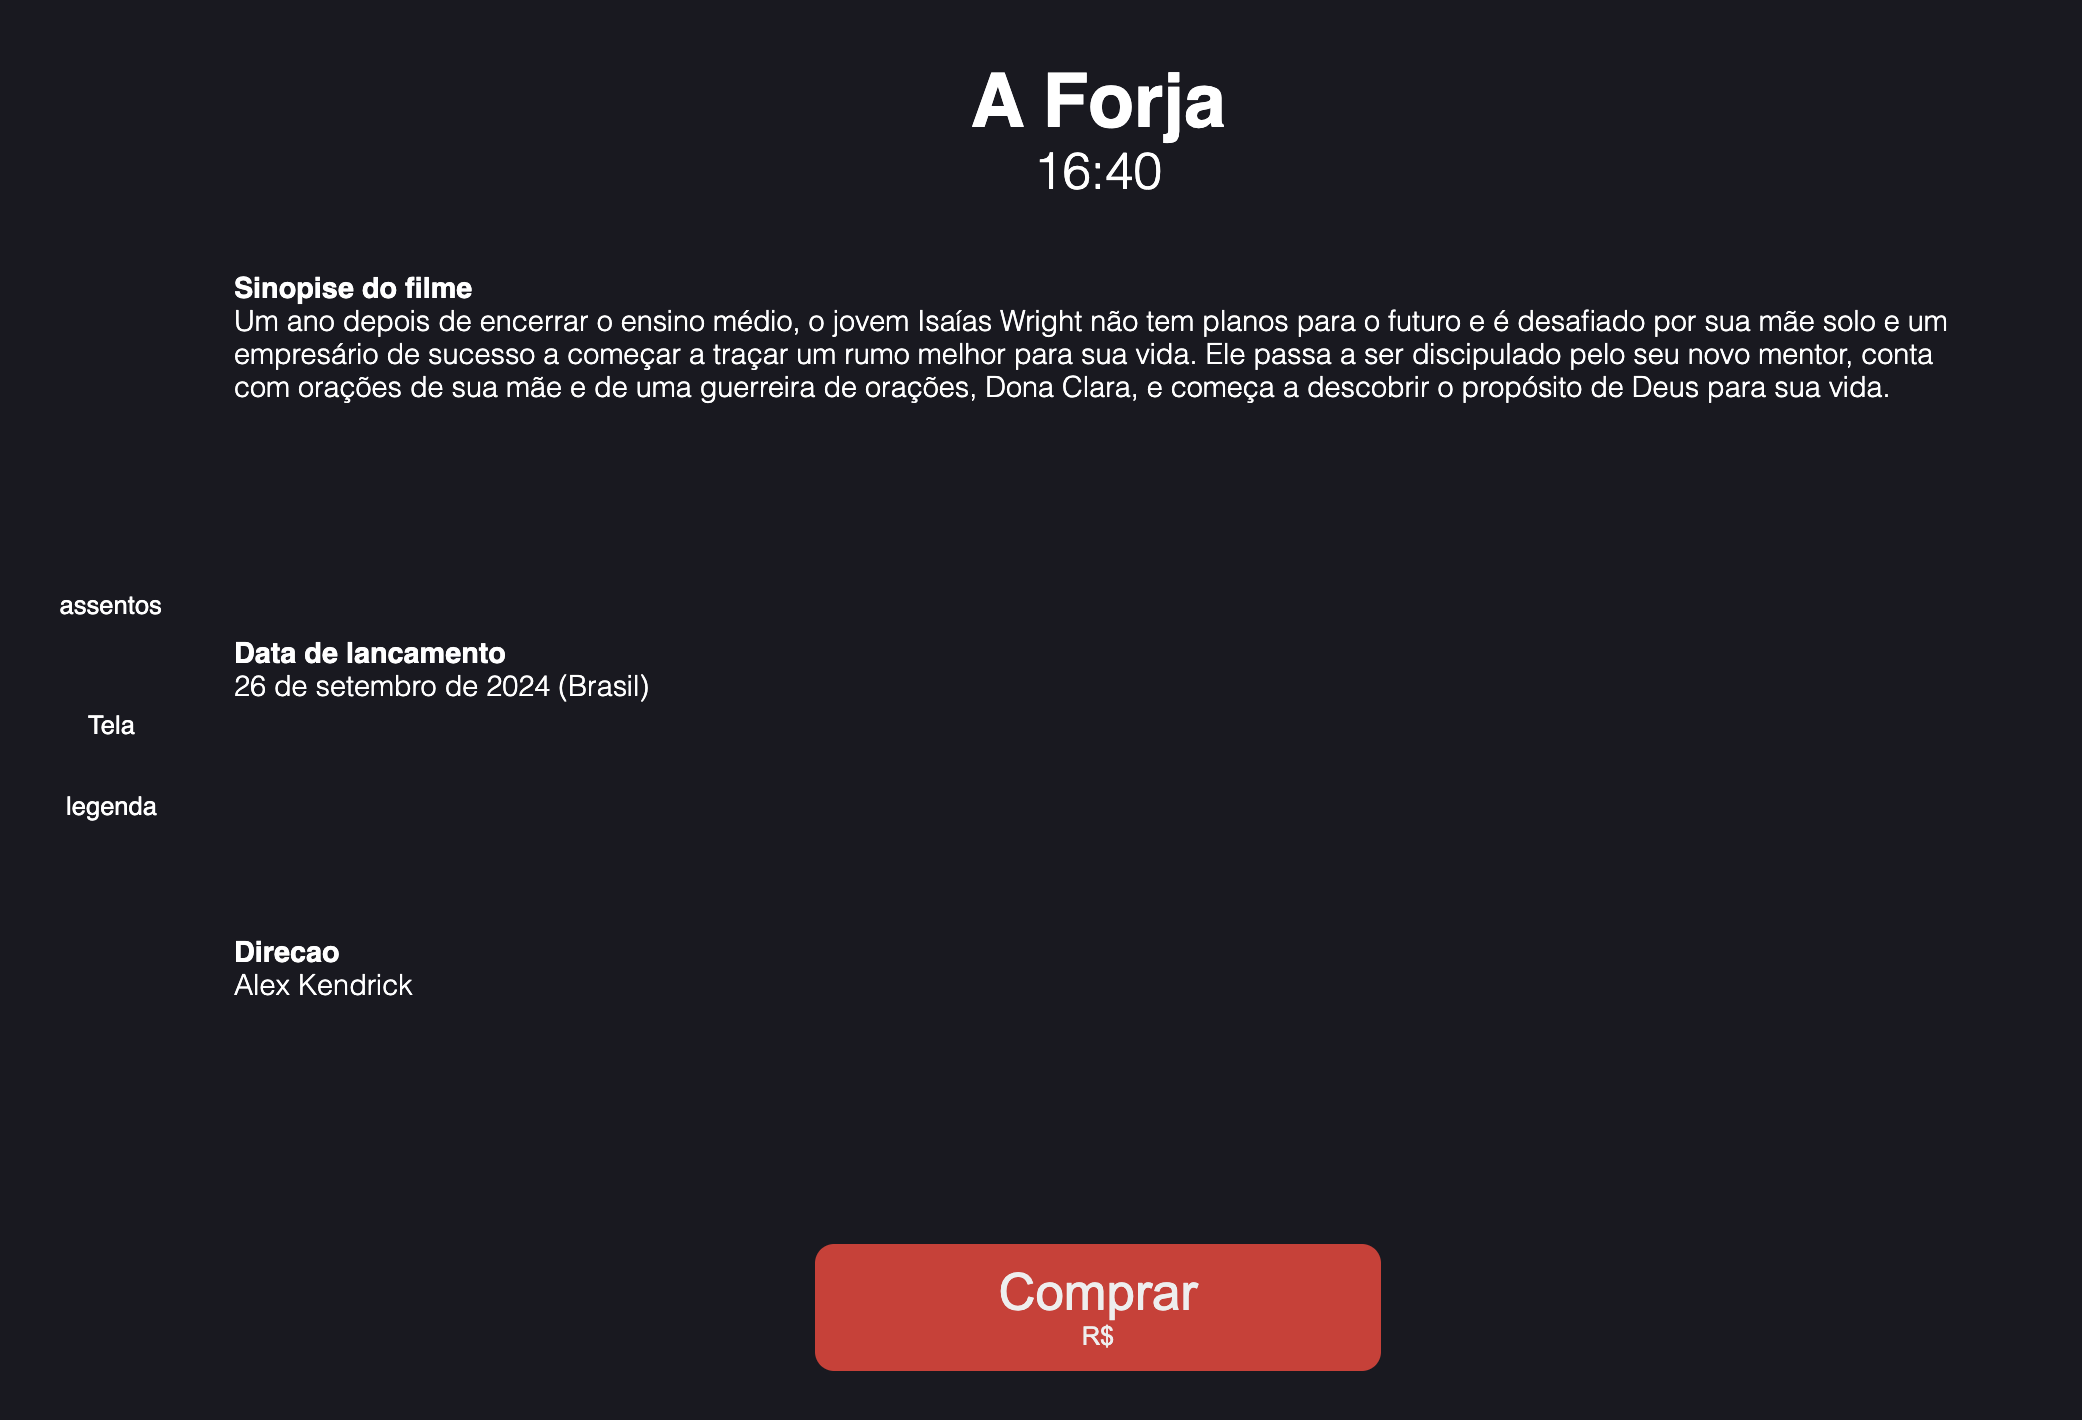 A Forja
16:40
Sinopise do filme
Um ano depois de encerrar o ensino médio, o jovem Isaías Wright não tem planos para o futuro e é desafiado por sua mãe solo e um
empresário de sucesso a começar a traçar um rumo melhor para sua vida. Ele passa a ser discipulado pelo seu novo mentor, conta
com orações de sua mãe e de uma guerreira de orações, Dona Clara, e começa a descobrir o propósito de Deus para sua vida.
assentos
Data de lancamento
26 de setembro de 2024 (Brasil)
Tela
legenda
Direcao
Alex Kendrick
Comprar
R$